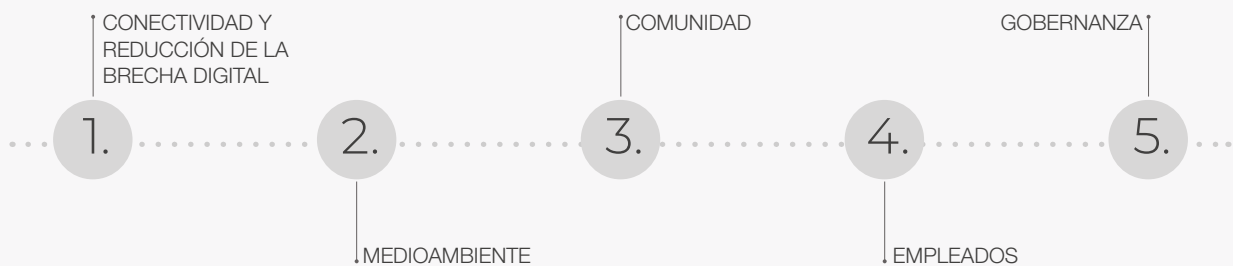 1.
CONECTIVIDAD Y
REDUCCIÓN DE LA
BRECHA DIGITAL
2.
MEDIOAMBIENTE
3.
COMUNIDAD
4.
EMPLEADOS
5.
GOBERNANZA